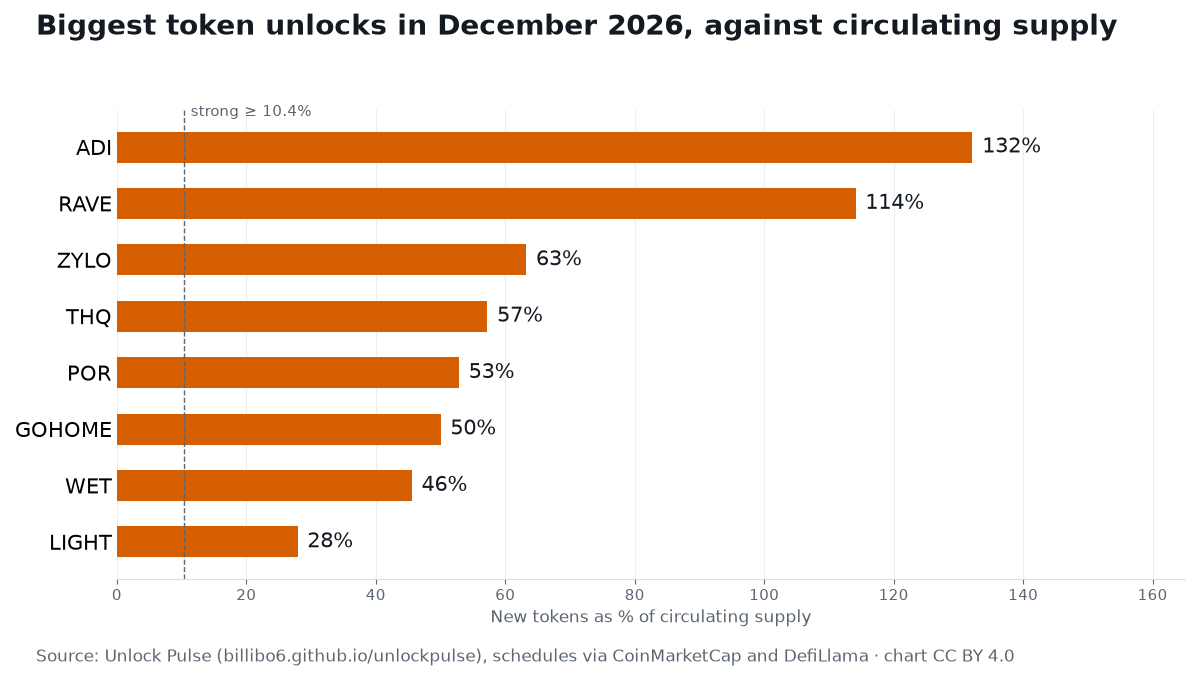 Biggest token unlocks in December 2026, against circulating supply
strong ≥ 10.4%
ADI 132%
RAVE 114%
ZYLO 63%
THQ 57%
POR 53%
GOHOME 50%
WET 46%
LIGHT 28%
0 20 40 60 80 100 120 140 160
New tokens as % of circulating supply
Source: Unlock Pulse (billibo6.github.io/unlockpulse), schedules via CoinMarketCap and DefiLlama · chart CC BY 4.0